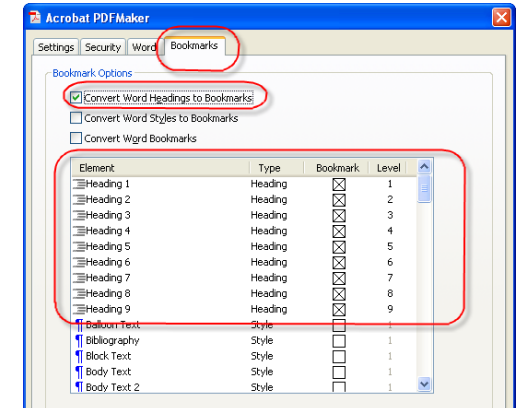 Acrobat PDFMaker
Settings Security Word Bookmarks
Bookmark Options
Convert Word Headings to Bookmarks
Convert Word Styles to Bookmarks
Convert Word Bookmarks
Element Type Bookmark Level
Heading 1 Heading 1
Heading 2 Heading 2
Heading 3 Heading 3
Heading 4 Heading 4
Heading 5 Heading 5
Heading 6 Heading 6
Heading 7 Heading 7
Heading 8 Heading 8
Heading 9 Heading 9
Balloon Text Style 1
Bibliography Style 1
Block Text Style 1
Body Text Style 1
Body Text 2 Style 1